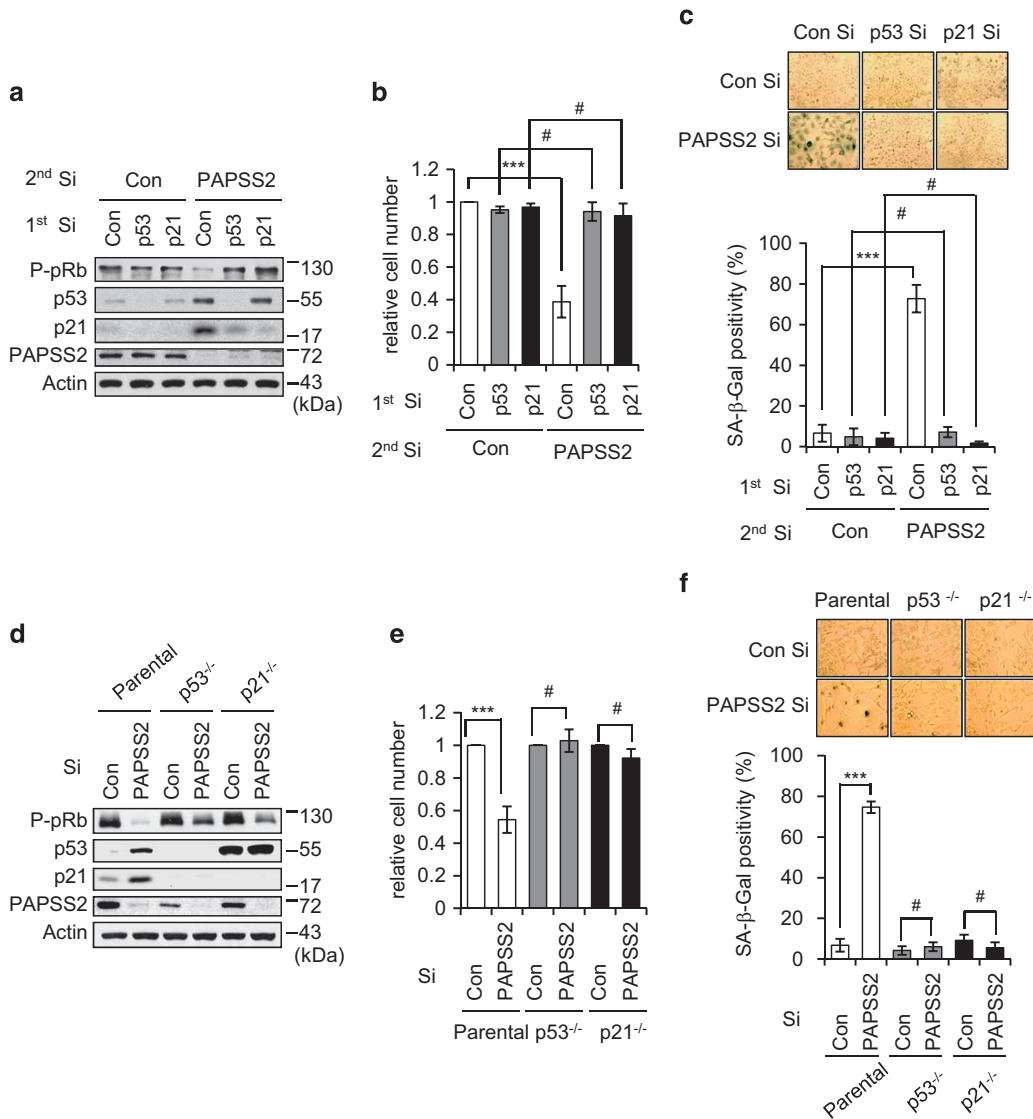 a
2nd Si Con PAPSS2
1st Si Con p53 p21 Con p53 p21
P-pRb 130
p53 55
p21 17
PAPSS2 72
Actin 43
(kDa)
b
# 
#
***
relative cell number
1.2
1
0.8
0.6
0.4
0.2
0
1st Si Con p53 p21 Con p53 p21
2nd Si Con PAPSS2
c
Con Si p53 Si p21 Si
Con Si
PAPSS2 Si
#
#
***
SA-β-Gal positivity (%)
100
80
60
40
20
0
1st Si Con p53 p21 Con p53 p21
2nd Si Con PAPSS2
d
Parental p53-/- p21-/-
Si Con PAPSS2 Con PAPSS2 Con PAPSS2
P-pRb 130
p53 55
p21 17
PAPSS2 72
Actin 43
(kDa)
e
*** # #
relative cell number
1.2
1
0.8
0.6
0.4
0.2
0
Si Con PAPSS2 Con PAPSS2 Con PAPSS2
Parental p53-/- p21-/-
f
Parental p53 -/- p21 -/-
Con Si
PAPSS2 Si
*** # #
SA-β-Gal positivity (%)
100
80
60
40
20
0
Si Con PAPSS2 Con PAPSS2 Con PAPSS2
Parental p53-/- p21-/-